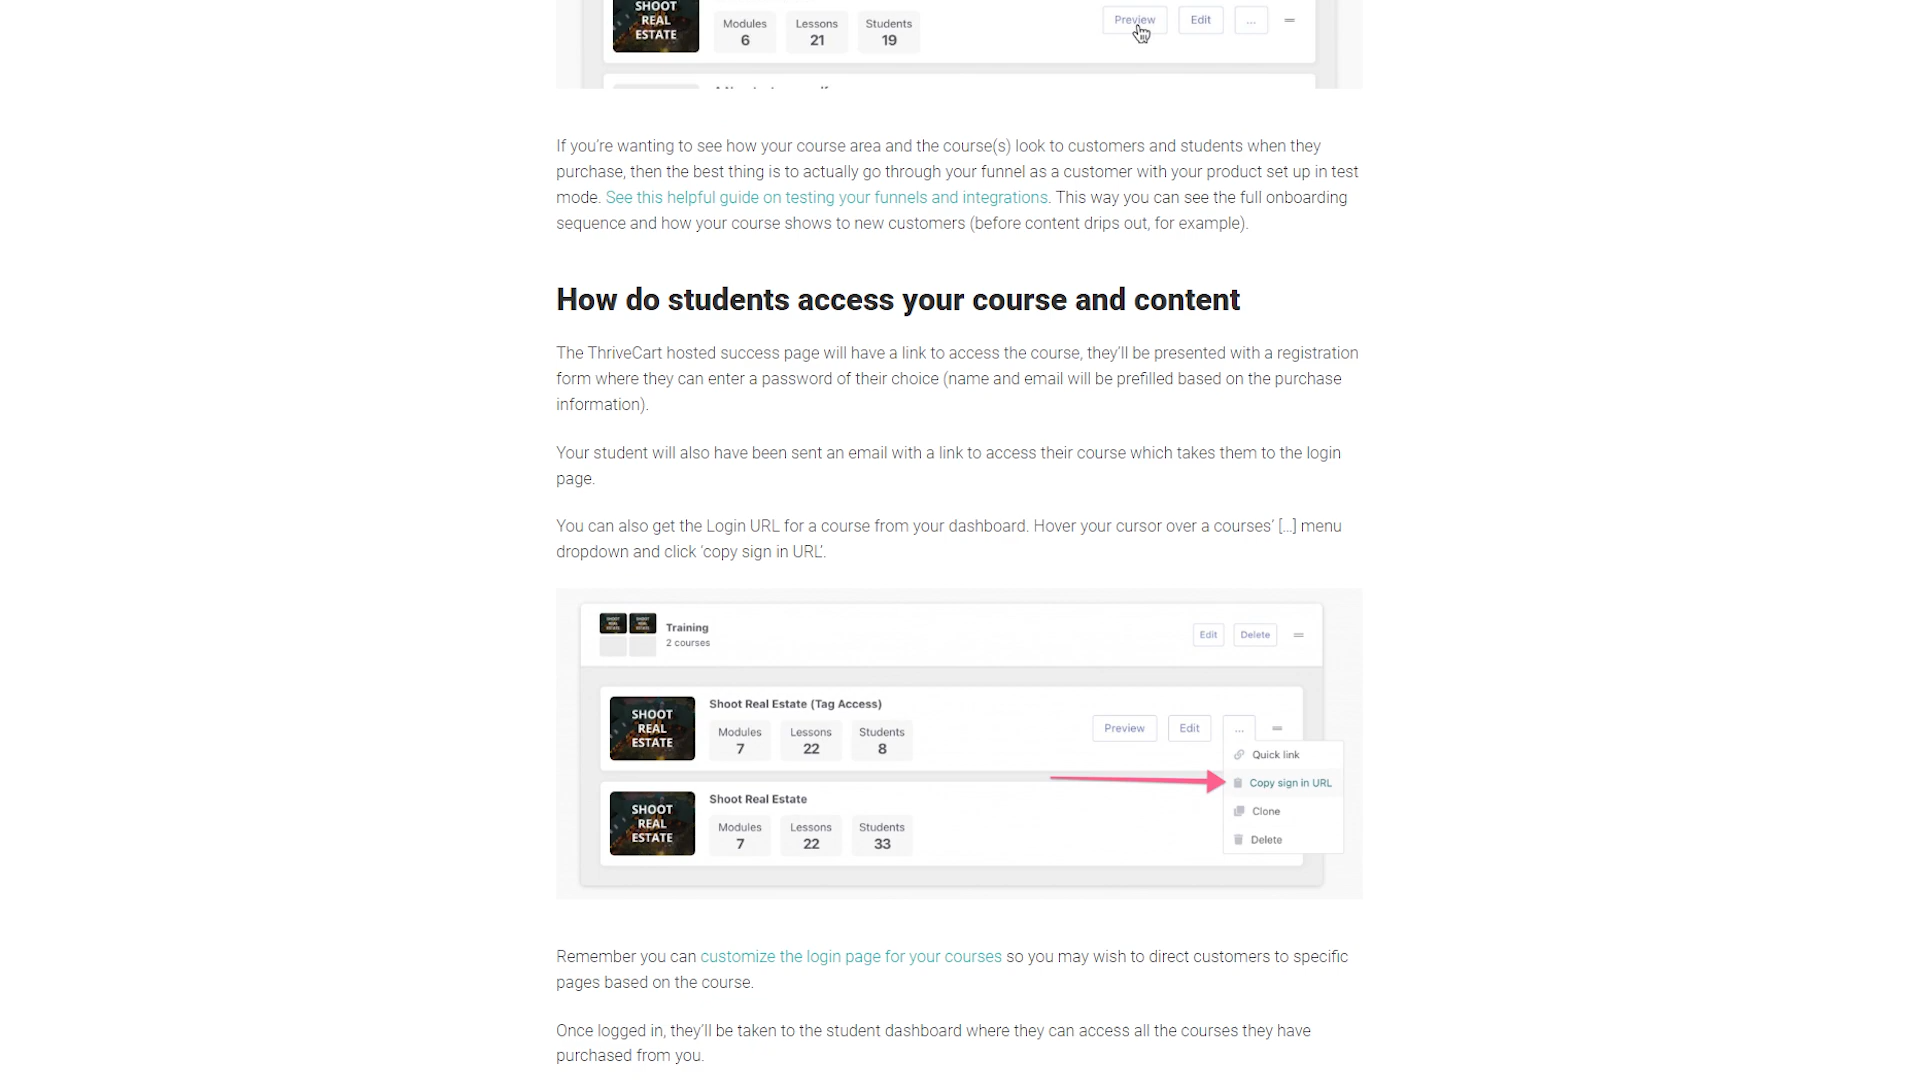 SHOOT
REAL
ESTATE
Modules
6
Lessons
21
Students
19
Preview
Edit
...
If you're wanting to see how your course area and the course(s) look to customers and students when they
purchase, then the best thing is to actually go through your funnel as a customer with your product set up in test
mode. See this helpful guide on testing your funnels and integrations. This way you can see the full onboarding
sequence and how your course shows to new customers (before content drips out, for example).
How do students access your course and content
The ThriveCart hosted success page will have a link to access the course, they'll be presented with a registration
form where they can enter a password of their choice (name and email will be prefilled based on the purchase
information).
Your student will also have been sent an email with a link to access their course which takes them to the login
page.
You can also get the Login URL for a course from your dashboard. Hover your cursor over a courses' [...] menu
dropdown and click 'copy sign in URL'.
SHOOT
REAL
ESTATE
SHOOT
REAL
ESTATE
Training
2 courses
Edit
Delete
SHOOT
REAL
ESTATE
Shoot Real Estate (Tag Access)
Modules
7
Lessons
22
Students
8
Preview
Edit
...
Quick link
Copy sign in URL
Clone
Delete
SHOOT
REAL
ESTATE
Shoot Real Estate
Modules
7
Lessons
22
Students
33
Remember you can customize the login page for your courses so you may wish to direct customers to specific
pages based on the course.
Once logged in, they'll be taken to the student dashboard where they can access all the courses they have
purchased from you.